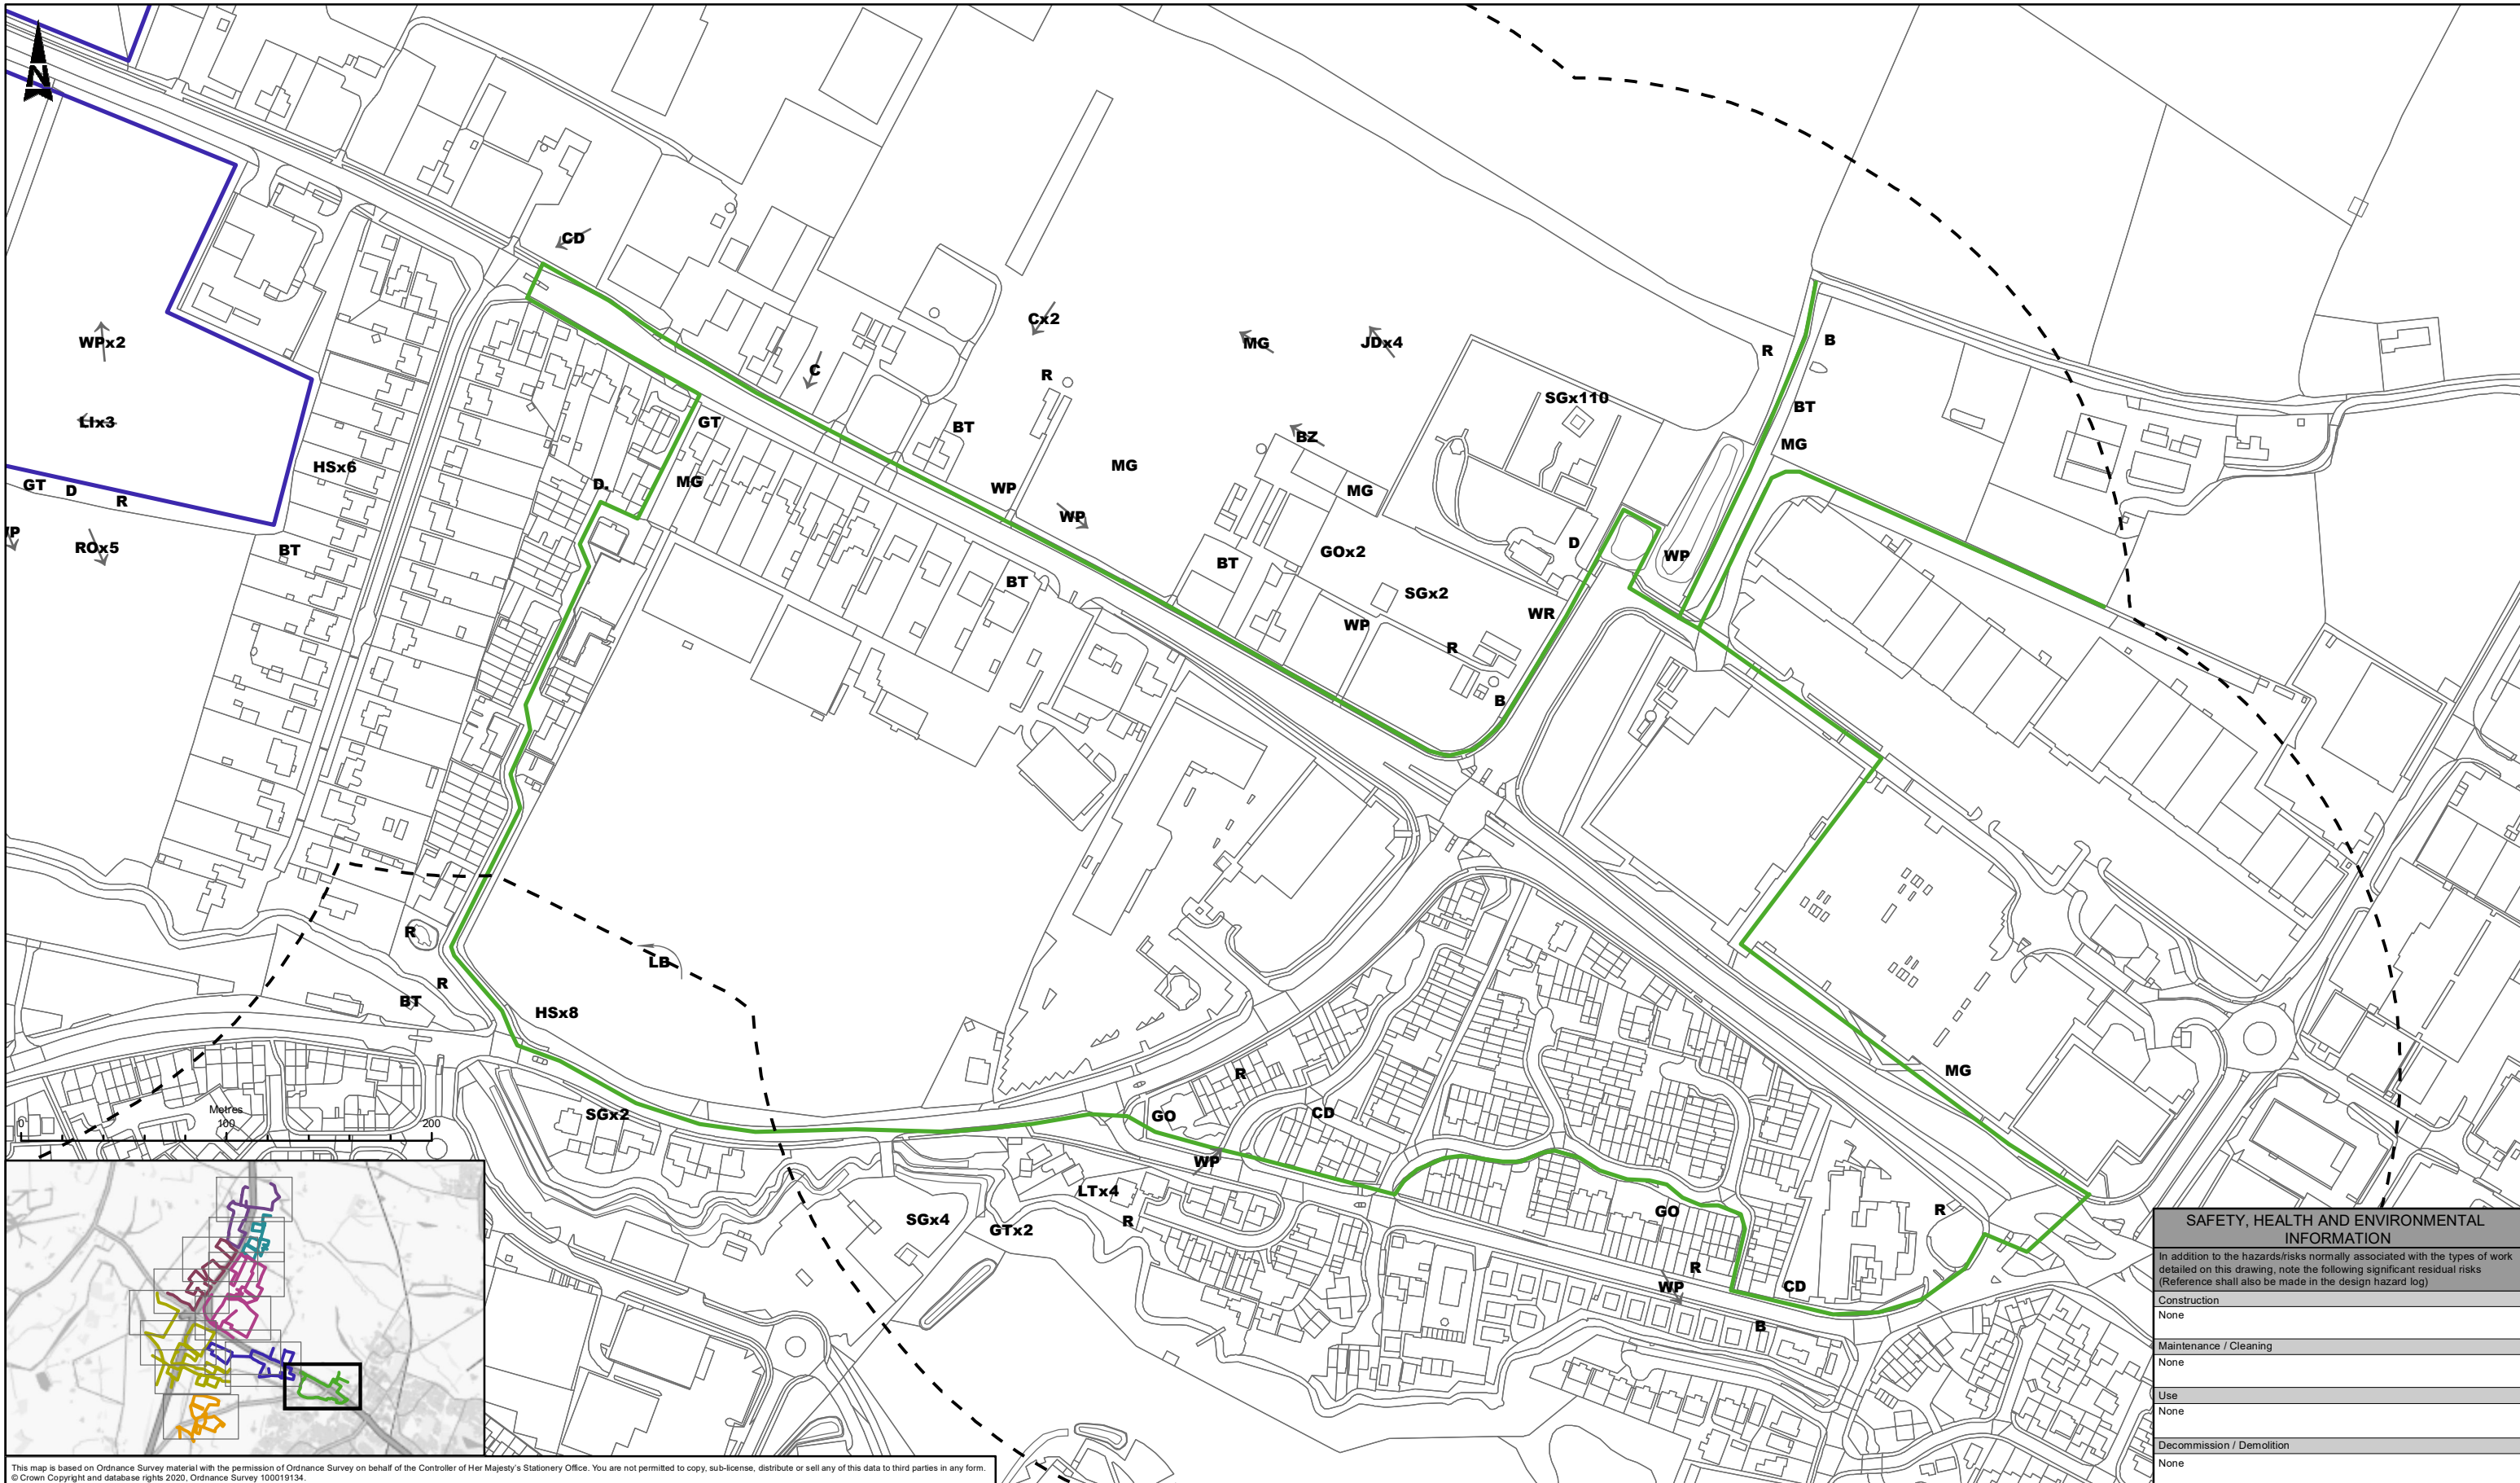 N
CD
Cx2
C
MG
JDx4
R
B
WPx2
R
SGx110
BT
LIx3
GT
BT
BZ
MG
HSx6
MG
GT
D
R
D.
MG
WP
MG
WP
ROx5
BT
BT
BT
GOx2
D
WP
SGx2
WR
WP
R
B
R
LB
R
BT
HSx8
MG
R
SGx2
GO
CD
WP
LTx4
R
SGx4
GTx2
GO
R
R
WP
CD
B
Metres
0
100
200
SAFETY, HEALTH AND ENVIRONMENTAL
INFORMATION
In addition to the hazards/risks normally associated with the types of work
detailed on this drawing, note the following significant residual risks
(Reference shall also be made in the design hazard log)
Construction
None
Maintenance / Cleaning
None
Use
None
Decommission / Demolition
None
This map is based on Ordnance Survey material with the permission of Ordnance Survey on behalf of the Controller of Her Majesty's Stationery Office. You are not permitted to copy, sub-license, distribute or sell any of this data to third parties in any form.
© Crown Copyright and database rights 2020, Ordnance Survey 100019134.